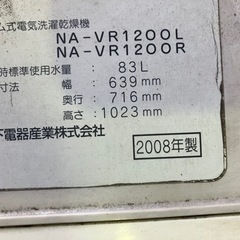 ム式電気洗濯乾燥機
NA-VR1200L
NA-VR1200R
時標準使用水量 : 83L
寸法 : 幅 : 639mm
奥行 : 716mm
高さ : 1023mm
下電器産業株式会社
2008年製